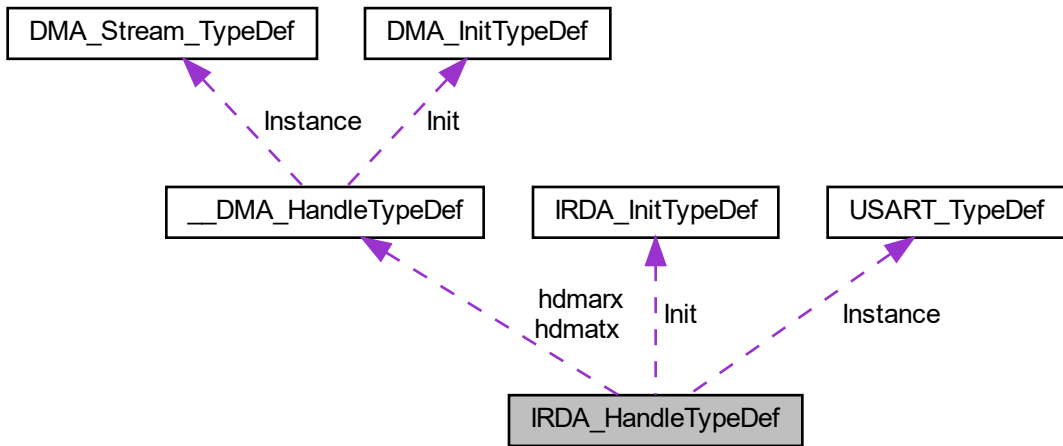 DMA_Stream_TypeDef
DMA_InitTypeDef
Instance
Init
__DMA_HandleTypeDef
IRDA_InitTypeDef
USART_TypeDef
hdmarx
hdmatx
Init
Instance
IRDA_HandleTypeDef